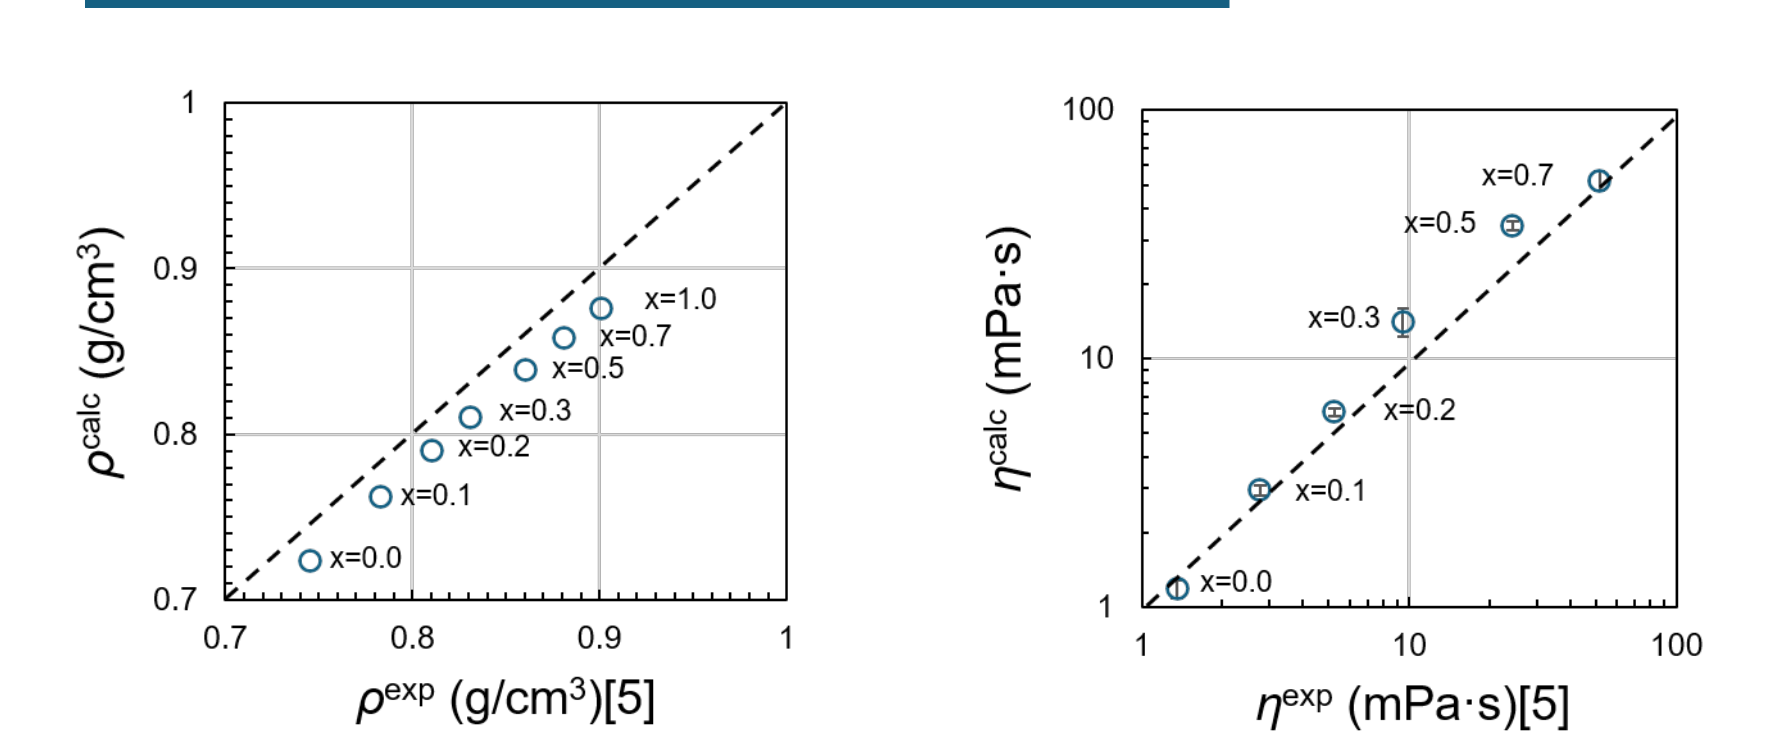 1
0.9
0.8
0.7
0.7
0.8
0.9
1
ρcalc (g/cm3)
ρexp (g/cm3)[5]
x=1.0
x=0.7
x=0.5
x=0.3
x=0.2
x=0.1
x=0.0
100
10
1
1
10
100
ηcalc (mPa·s)
ηexp (mPa·s)[5]
x=0.7
x=0.5
x=0.3
x=0.2
x=0.1
x=0.0